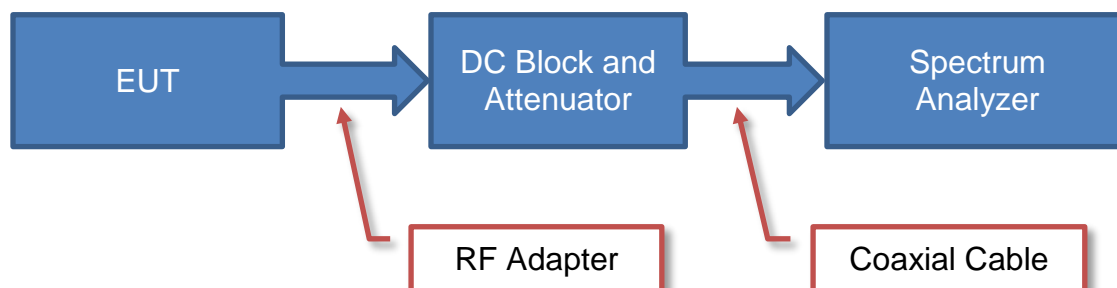 EUT
DC Block and
Attenuator
Spectrum
Analyzer
RF Adapter
Coaxial Cable